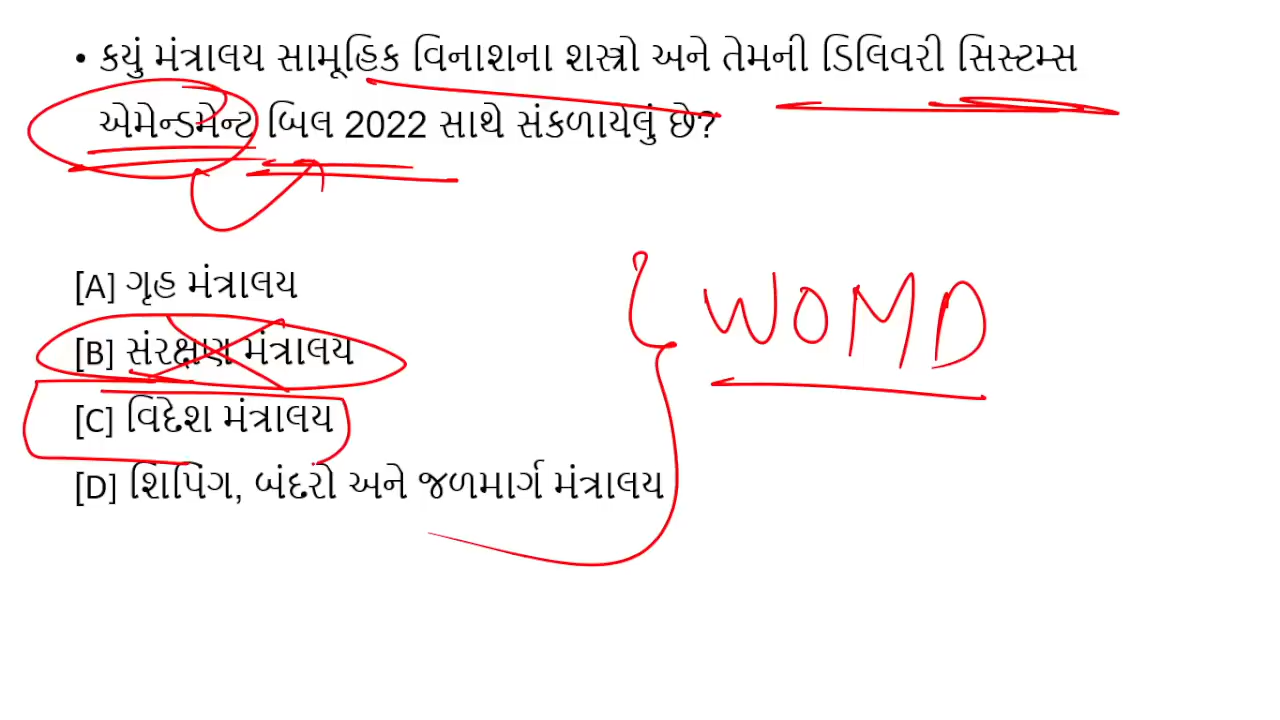 • કયું મંત્રાલય સામૂહિક વિનાશના શસ્ત્રો અને તેમની ડિલિવરી સિસ્ટમ્સ
એમેન્ડમેન્ટ બિલ 2022 સાથે સંકળાયેલું છે?
[A] ગૃહ મંત્રાલય
WOMD
[B] સંરક્ષણ મંત્રાલય
[C] વિદેશ મંત્રાલય
[D] શિપિંગ, બંદરો અને જળમાર્ગ મંત્રાલય